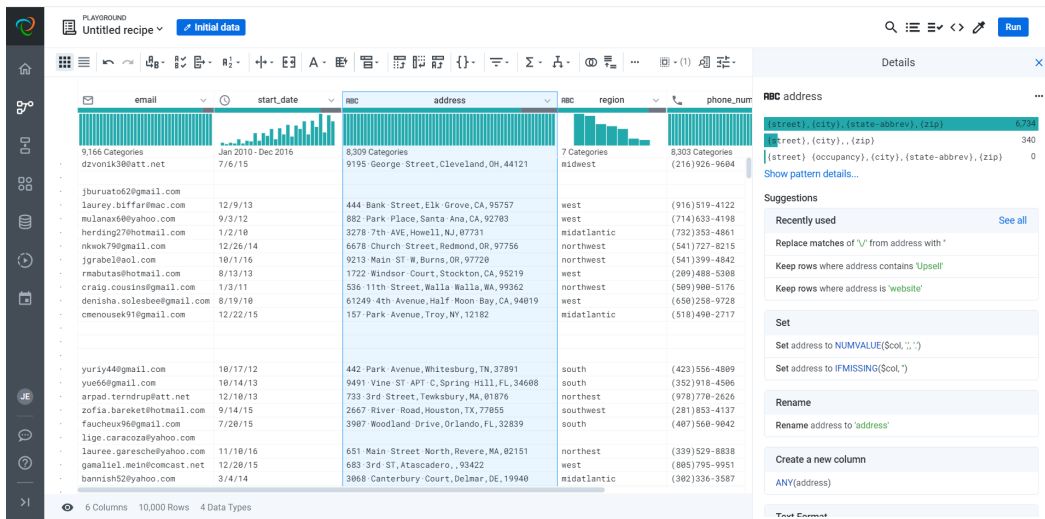 PLAYGROUND
Untitled recipe
Initial data
Run
(1)
Details
email
start_date
ABC address
ABC region
phone_num
9,166 Categories
Jan 2010 - Dec 2016
8,309 Categories
7 Categories
8,303 Categories
dzvonik30@att.net 7/6/15 9195·George·Street,Cleveland,OH,44121 midwest (216)926-9604
jburuato62@gmail.com
laurey.biffar@mac.com 12/9/13 444·Bank·Street,Elk·Grove,CA,95757 west (916)519-4122
mulanax60@yahoo.com 9/3/12 882·Park·Place,Santa·Ana,CA,92703 west (714)633-4198
herding27@hotmail.com 1/2/10 3278·7th·AVE,Howell,NJ,07731 midatlantic (732)353-4861
nkwok79@gmail.com 12/26/14 6678·Church·Street,Redmond,OR,97756 northwest (541)727-8215
jgrabel@aol.com 10/1/16 9213·Main·ST·W,Burns,OR,97720 northwest (541)399-4842
rmabutas@hotmail.com 8/13/13 1722·Windsor·Court,Stockton,CA,95219 west (209)488-5308
craig.cousins@gmail.com 1/3/11 536·11th·Street,Walla·Walla,WA,99362 northwest (509)900-5176
denisha.solesbee@gmail.com 8/19/10 61249·4th·Avenue,Half·Moon·Bay,CA,94019 west (650)258-9728
cmenousek91@gmail.com 12/22/15 157·Park·Avenue,Troy,NY,12182 midatlantic (518)490-2717
yuriy44@gmail.com 10/17/12 442·Park·Avenue,Whitesburg,TN,37891 south (423)556-4809
yue66@gmail.com 10/14/13 9491·Vine·ST·APT·C,Spring·Hill,FL,34608 south (352)918-4506
arpad.terndrup@att.net 12/10/13 733·3rd·Street,Tewksbury,MA,01876 northest (978)770-2626
zofia.bareket@hotmail.com 9/14/15 2667·River·Road,Houston,TX,77055 southwest (281)853-4137
faucheux96@gmail.com 7/20/15 3907·Woodland·Drive,Orlando,FL,32839 south (407)560-9042
lige.caracoza@yahoo.com
lauree.garesche@yahoo.com 11/10/16 651·Main·Street·North,Revere,MA,02151 northest (339)529-8838
gamaliel.mein@comcast.net 12/20/15 683·3rd·ST,Atascadero,,93422 west (805)795-9951
bannish52@yahoo.com 3/4/14 3068·Canterbury·Court,Delmar,DE,19940 midatlantic (302)336-3587
6 Columns 10,000 Rows 4 Data Types
JE
ABC address
{street},{city},{state-abbrev},{zip} 6,734
{street},{city},,{zip} 340
{street} {occupancy},{city},{state-abbrev},{zip} 0
Show pattern details...
Suggestions
Recently used See all
Replace matches of '\/' from address with ''
Keep rows where address contains 'Upsell'
Keep rows where address is 'website'
Set
Set address to NUMVALUE($col, ',', '.')
Set address to IFMISSING($col, '')
Rename
Rename address to 'address'
Create a new column
ANY(address)
Text Format